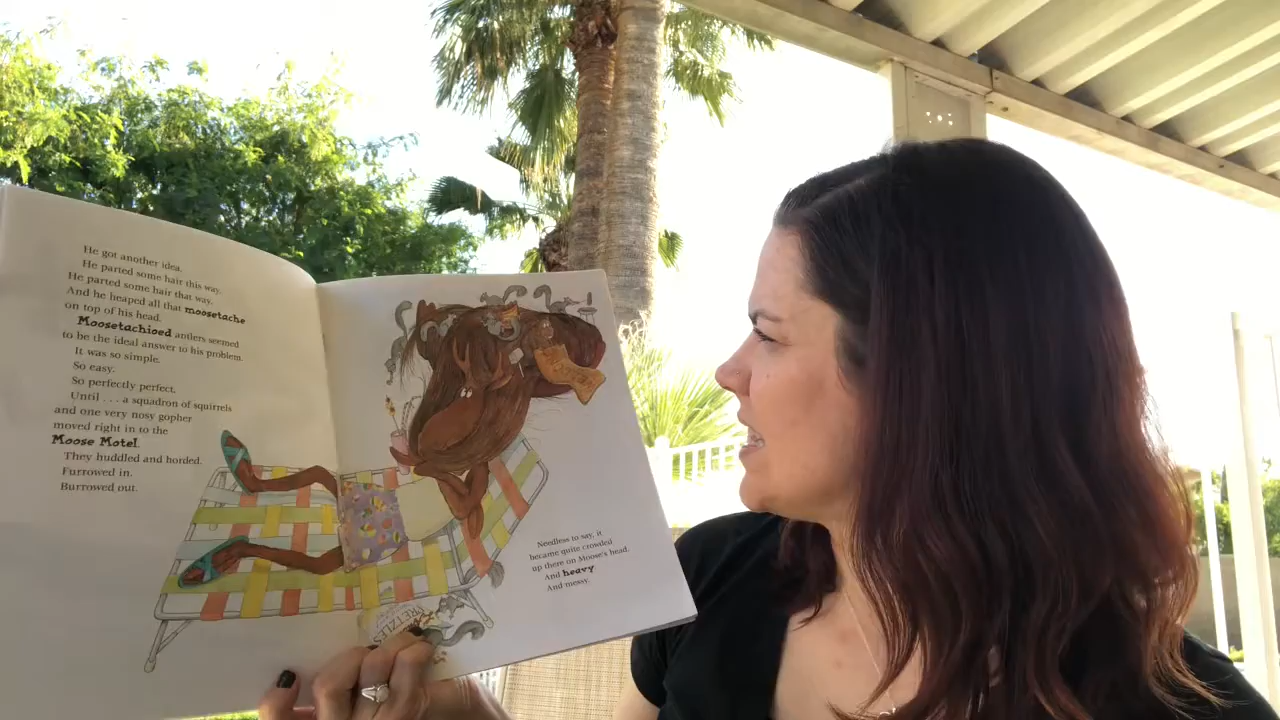 He got another idea.
He parted some hair this way.
He parted some hair that way.
And he heaped all that moosetache
on top of his head.
Moosetachioed antlers seemed
to be the ideal answer to his problem.
It was so simple.
So easy.
So perfectly perfect.
Until . . . a squadron of squirrels
and one very nosy gopher
moved right in to the
Moose Motel.
They huddled and horded.
Furrowed in.
Burrowed out.
Needless to say, it
became quite crowded
up there on Moose's head.
And heavy.
And messy.
PRETZLES